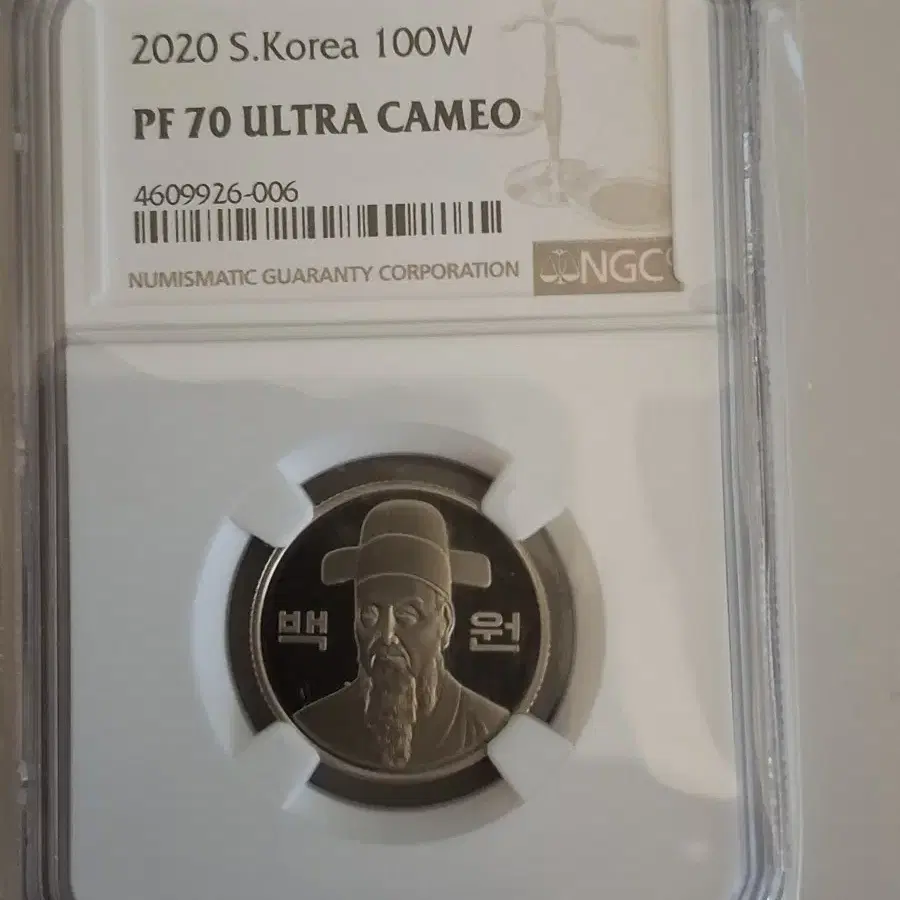 2020 S.Korea 100W
PF 70 ULTRA CAMEO
4609926-006
NUMISMATIC GUARANTY CORPORATION
NGC
백 원